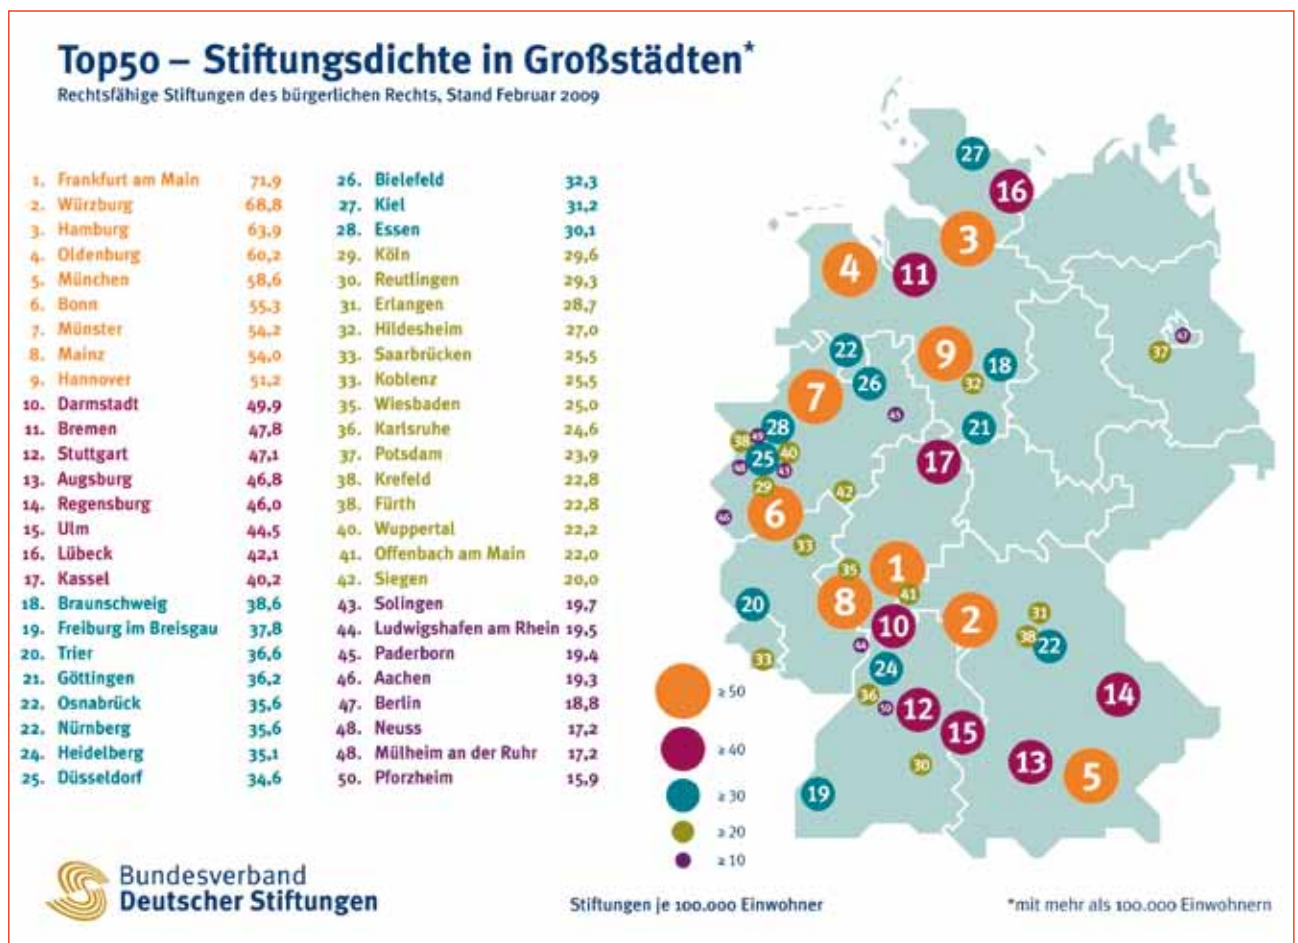 Top50 – Stiftungsdichte in Großstädten*
Rechtsfähige Stiftungen des bürgerlichen Rechts, Stand Februar 2009
1. Frankfurt am Main 71,9
2. Würzburg 68,8
3. Hamburg 63,9
4. Oldenburg 60,2
5. München 58,6
6. Bonn 55,3
7. Münster 54,2
8. Mainz 54,0
9. Hannover 51,2
10. Darmstadt 49,9
11. Bremen 47,8
12. Stuttgart 47,1
13. Augsburg 46,8
14. Regensburg 46,0
15. Ulm 44,5
16. Lübeck 42,1
17. Kassel 40,2
18. Braunschweig 38,6
19. Freiburg im Breisgau 37,8
20. Trier 36,6
21. Göttingen 36,2
22. Osnabrück 35,6
22. Nürnberg 35,6
24. Heidelberg 35,1
25. Düsseldorf 34,6
26. Bielefeld 32,3
27. Kiel 31,2
28. Essen 30,1
29. Köln 29,6
30. Reutlingen 29,3
31. Erlangen 28,7
32. Hildesheim 27,0
33. Saarbrücken 25,5
33. Koblenz 25,5
35. Wiesbaden 25,0
36. Karlsruhe 24,6
37. Potsdam 23,9
38. Krefeld 22,8
38. Fürth 22,8
40. Wuppertal 22,2
41. Offenbach am Main 22,0
42. Siegen 20,0
43. Solingen 19,7
44. Ludwigshafen am Rhein 19,5
45. Paderborn 19,4
46. Aachen 19,3
47. Berlin 18,8
48. Neuss 17,2
48. Mülheim an der Ruhr 17,2
50. Pforzheim 15,9
27
16
3
4
11
47
37
22
9
18
26
32
7
45
28
21
38
49
40
25
17
48
43
29
42
6
46
33
35
1
41
8
20
10
2
31
38
22
44
33
24
36
50
12
14
15
30
13
5
19
≥ 50
≥ 40
≥ 30
≥ 20
≥ 10
Bundesverband
Deutscher Stiftungen
Stiftungen je 100.000 Einwohner
*mit mehr als 100.000 Einwohnern